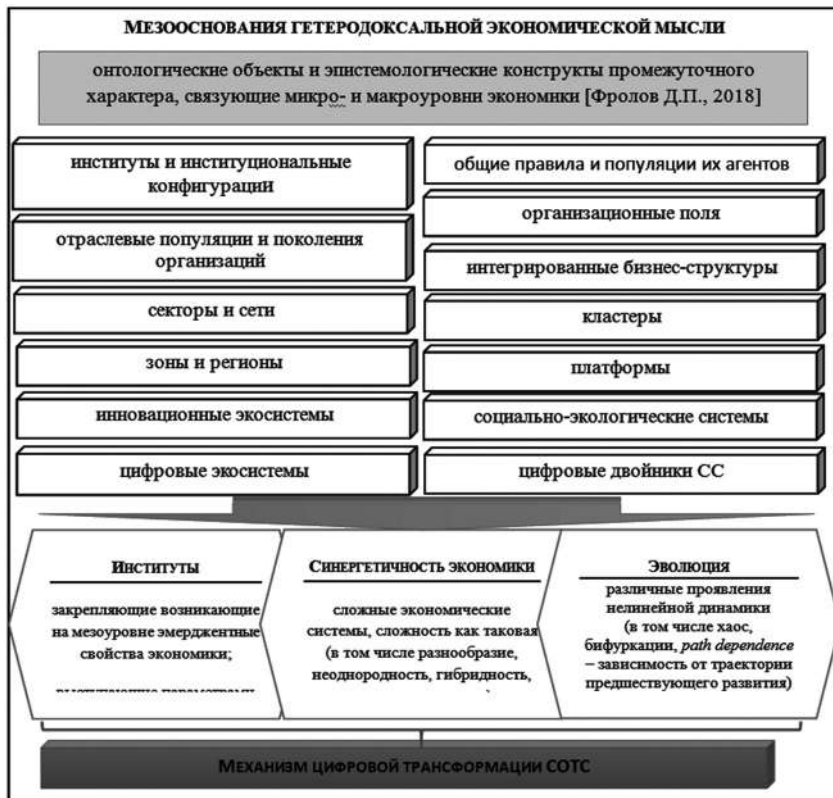 МЕЗООСНОВАНИЯ ГЕТЕРОДОКСАЛЬНОЙ ЭКОНОМИЧЕСКОЙ МЫСЛИ
онтологические объекты и эпистемологические конструкты промежуточного
характера, связующие микро- и макроуровни экономики [Фролов Д.П., 2018]
институты и институциональные
конфигураций
отраслевые популяции и поколения
организаций
секторы и сети
зоны и регионы
инновационные экосистемы
цифровые экосистемы
общие правила и популяции их агентов
организационные поля
интегрированные бизнес-структуры
кластеры
платформы
социально-экологические системы
цифровые двойники СС
ИНСТИТУТЫ
закрепляющие возникающие
на мезоуровне эмерджентные
свойства экономики;
СИНЕРГЕТИЧНОСТЬ ЭКОНОМИКИ
сложные экономические
системы, сложность как таковая
(в том числе разнообразие,
неоднородность, гибридность,
ЭВОЛЮЦИЯ
различные проявления
нелинейной динамики
(в том числе хаос,
бифуркации, path dependence
– зависимость от траектории
предшествующего развития)
МЕХАНИЗМ ЦИФРОВОЙ ТРАНСФОРМАЦИИ СОТС